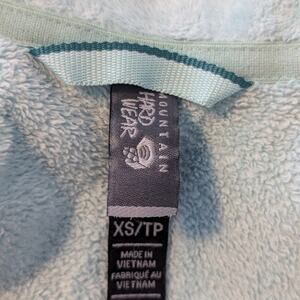 MOUNTAIN
HARD
WEAR
XS/TP
MADE IN
VIETNAM
FABRIQUÉ AU
VIETNAM